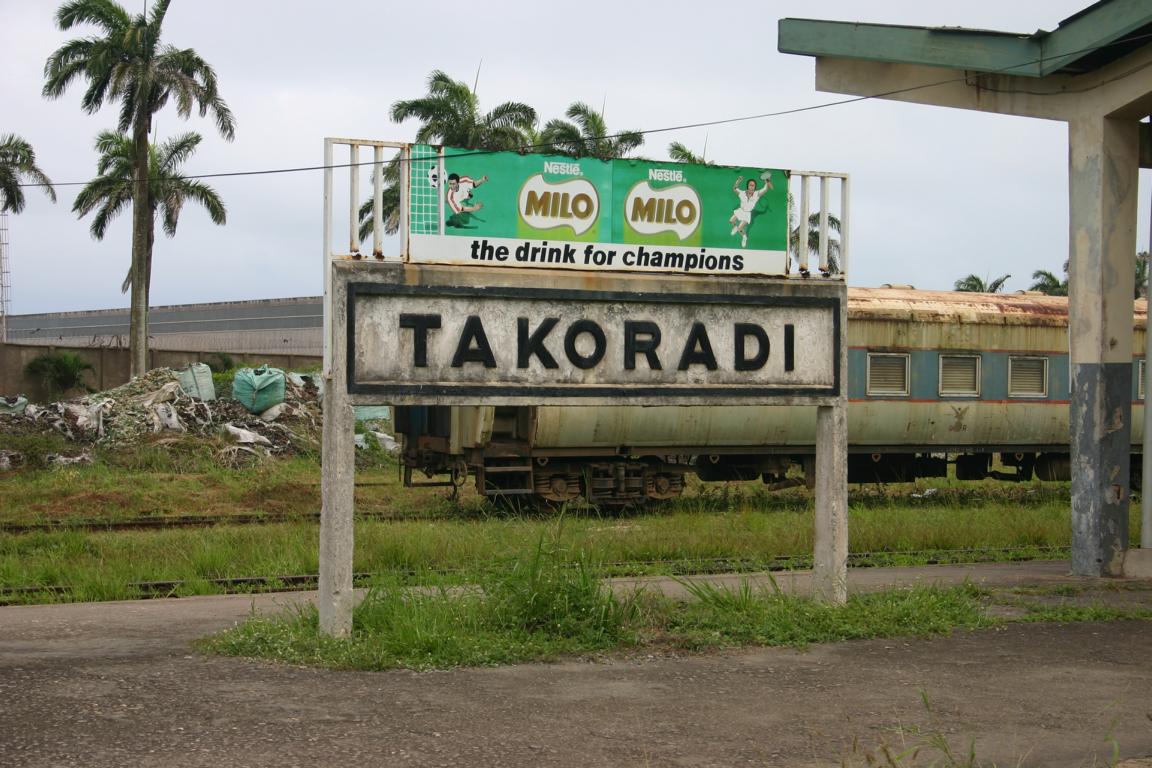 Nestlé Nestlé
MILO MILO
the drink for champions
TAKORADI